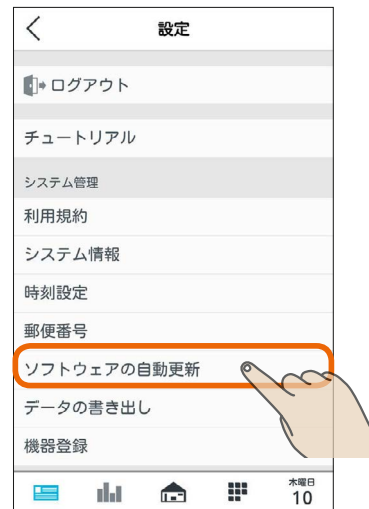 設定
ログアウト
チュートリアル
システム管理
利用規約
システム情報
時刻設定
郵便番号
ソフトウェアの自動更新
データの書き出し
機器登録
木曜日
10